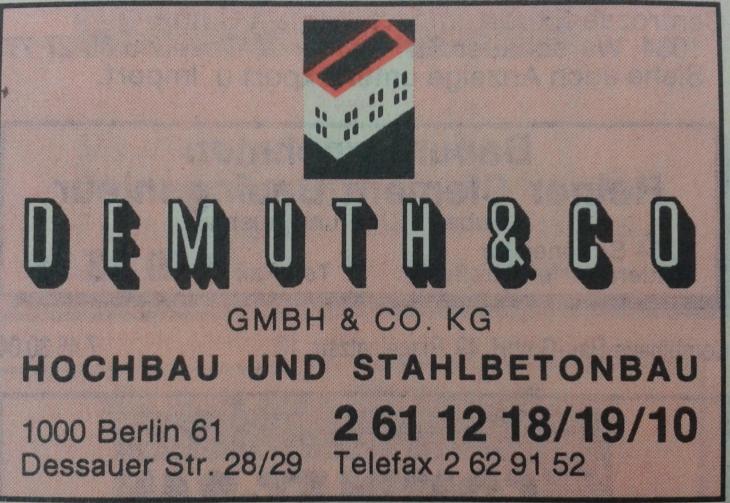 DEMUTH & CO
GMBH & CO. KG
HOCHBAU UND STAHLBETONBAU
1000 Berlin 61 2 61 12 18/19/10
Dessauer Str. 28/29 Telefax 2 62 91 52